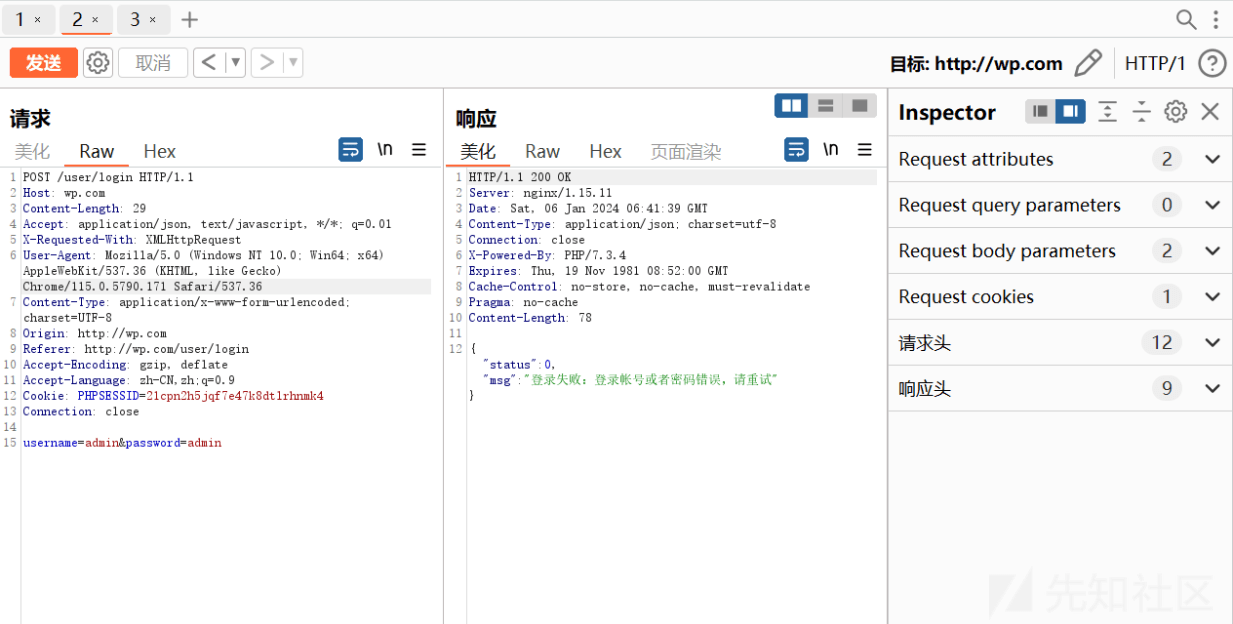 1 × 2 × 3 × +
发送 取消 < > 目标: http://wp.com HTTP/1 ?
请求
美化 Raw Hex \n
1 POST /user/login HTTP/1.1
2 Host: wp.com
3 Content-Length: 29
4 Accept: application/json, text/javascript, */*; q=0.01
5 X-Requested-With: XMLHttpRequest
6 User-Agent: Mozilla/5.0 (Windows NT 10.0; Win64; x64)
AppleWebKit/537.36 (KHTML, like Gecko)
Chrome/115.0.5790.171 Safari/537.36
7 Content-Type: application/x-www-form-urlencoded;
charset=UTF-8
8 Origin: http://wp.com
9 Referer: http://wp.com/user/login
10 Accept-Encoding: gzip, deflate
11 Accept-Language: zh-CN,zh;q=0.9
12 Cookie: PHPSESSID=21cpn2h5jqf7e47k8dtlrhnmk4
13 Connection: close
14
15 username=admin&password=admin
响应
美化 Raw Hex 页面渲染 \n
1 HTTP/1.1 200 OK
2 Server: nginx/1.15.11
3 Date: Sat, 06 Jan 2024 06:41:39 GMT
4 Content-Type: application/json; charset=utf-8
5 Connection: close
6 X-Powered-By: PHP/7.3.4
7 Expires: Thu, 19 Nov 1981 08:52:00 GMT
8 Cache-Control: no-store, no-cache, must-revalidate
9 Pragma: no-cache
10 Content-Length: 78
11
12 {
"status":0,
"msg":"登录失败：登录帐号或者密码错误，请重试"
}
Inspector
Request attributes 2
Request query parameters 0
Request body parameters 2
Request cookies 1
请求头 12
响应头 9
先知社区